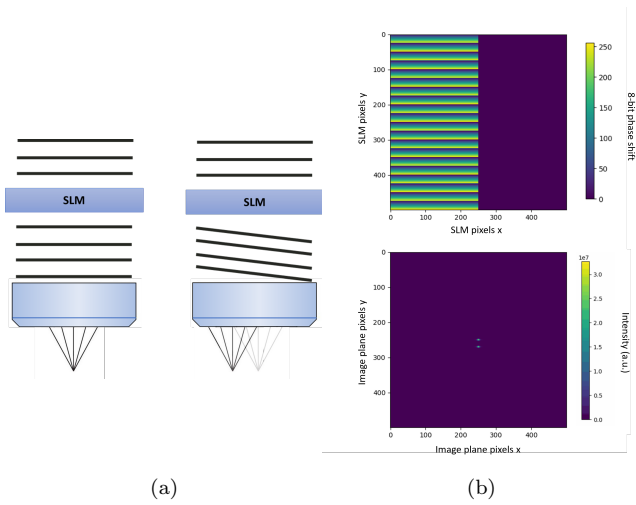 SLM
SLM
0
100
200
300
400
SLM pixels y
0 100 200 300 400
SLM pixels x
250
200
150
100
50
0
8-bit phase shift
0
100
200
300
400
Image plane pixels y
0 100 200 300 400
Image plane pixels x
1e7
3.0
2.5
2.0
1.5
1.0
0.5
0.0
Intensity (a.u.)
(a)
(b)